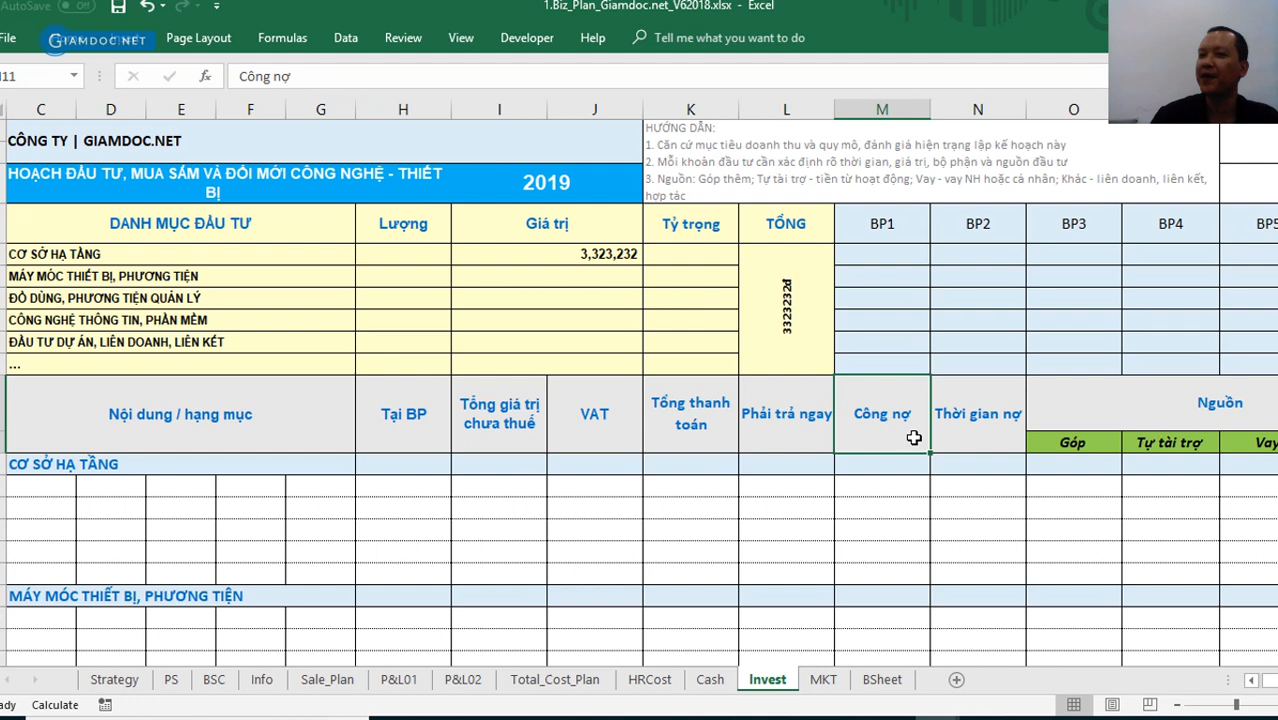 AutoSave Off
1.Biz_Plan_Giamdoc.net_V62018.xlsx - Excel
File
GIAMDOC.NET
Page Layout
Formulas
Data
Review
View
Developer
Help
Tell me what you want to do
M11
fx
Công nợ
C D E F G H I J K L M N O
CÔNG TY | GIAMDOC.NET
HƯỚNG DẪN:
1. Căn cứ mục tiêu doanh thu và quy mô, đánh giá hiện trạng lập kế hoạch này
2. Mỗi khoản đầu tư cần xác định rõ thời gian, giá trị, bộ phận và nguồn đầu tư
3. Nguồn: Góp thêm; Tự tài trợ - tiền từ hoạt động; Vay - vay NH hoặc cá nhân; Khác - liên doanh, liên kết,
hợp tác
HOẠCH ĐẦU TƯ, MUA SẮM VÀ ĐỔI MỚI CÔNG NGHỆ - THIẾT
BỊ
2019
DANH MỤC ĐẦU TƯ Lượng Giá trị Tỷ trọng TỔNG BP1 BP2 BP3 BP4 BP5
CƠ SỞ HẠ TẦNG 3,323,232
MÁY MÓC THIẾT BỊ, PHƯƠNG TIỆN
ĐỒ DÙNG, PHƯƠNG TIỆN QUẢN LÝ
CÔNG NGHỆ THÔNG TIN, PHẦN MỀM
ĐẦU TƯ DỰ ÁN, LIÊN DOANH, LIÊN KẾT
...
3323232đ
Nội dung / hạng mục
Tại BP
Tổng giá trị
chưa thuế
VAT
Tổng thanh
toán
Phải trả ngay
Công nợ
Thời gian nợ
Nguồn
Góp Tự tài trợ Vay
CƠ SỞ HẠ TẦNG
MÁY MÓC THIẾT BỊ, PHƯƠNG TIỆN
Strategy PS BSC Info Sale_Plan P&L01 P&L02 Total_Cost_Plan HRCost Cash Invest MKT BSheet
ady Calculate